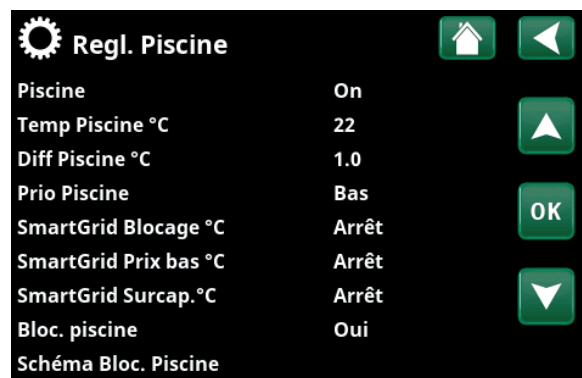 Regl. Piscine
Piscine On
Temp Piscine °C 22
Diff Piscine °C 1.0
Prio Piscine Bas
SmartGrid Blocage °C Arrêt
SmartGrid Prix bas °C Arrêt
SmartGrid Surcap.°C Arrêt
Bloc. piscine Oui
Schéma Bloc. Piscine
OK